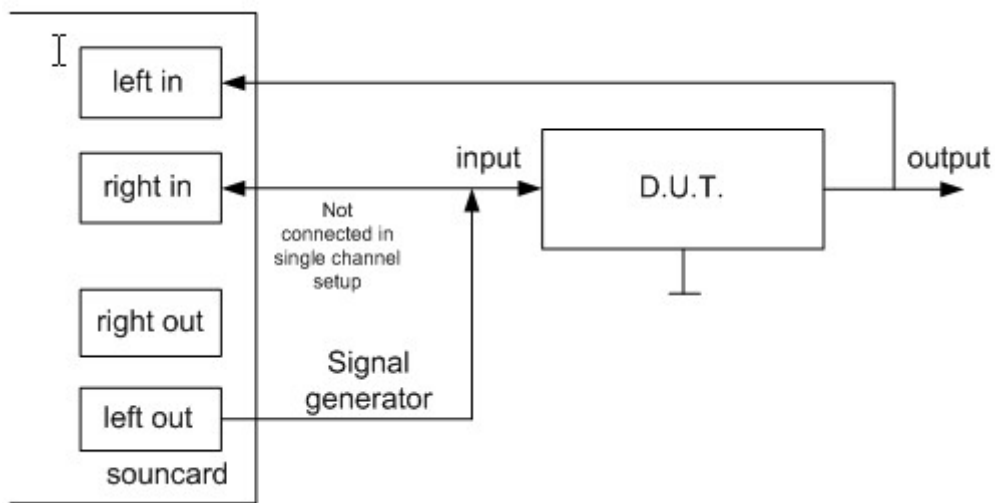 left in
right in
input
D.U.T.
output
Not
connected in
single channel
setup
right out
Signal
generator
left out
souncard